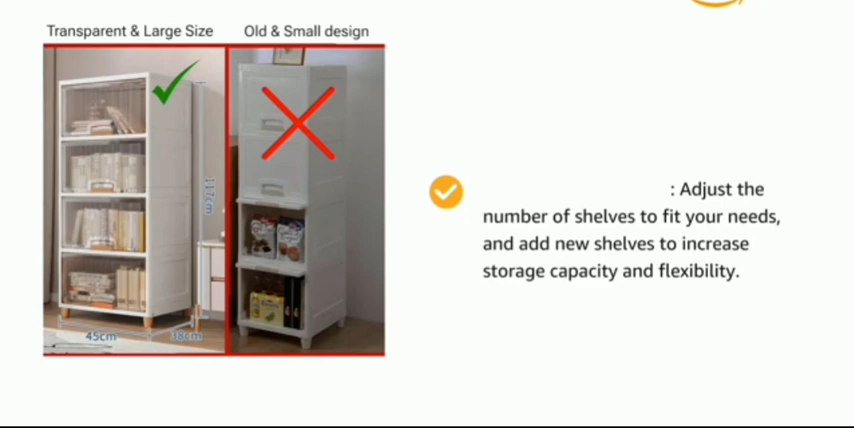 Transparent & Large Size
Old & Small design
117cm
45cm
38cm
: Adjust the
number of shelves to fit your needs,
and add new shelves to increase
storage capacity and flexibility.